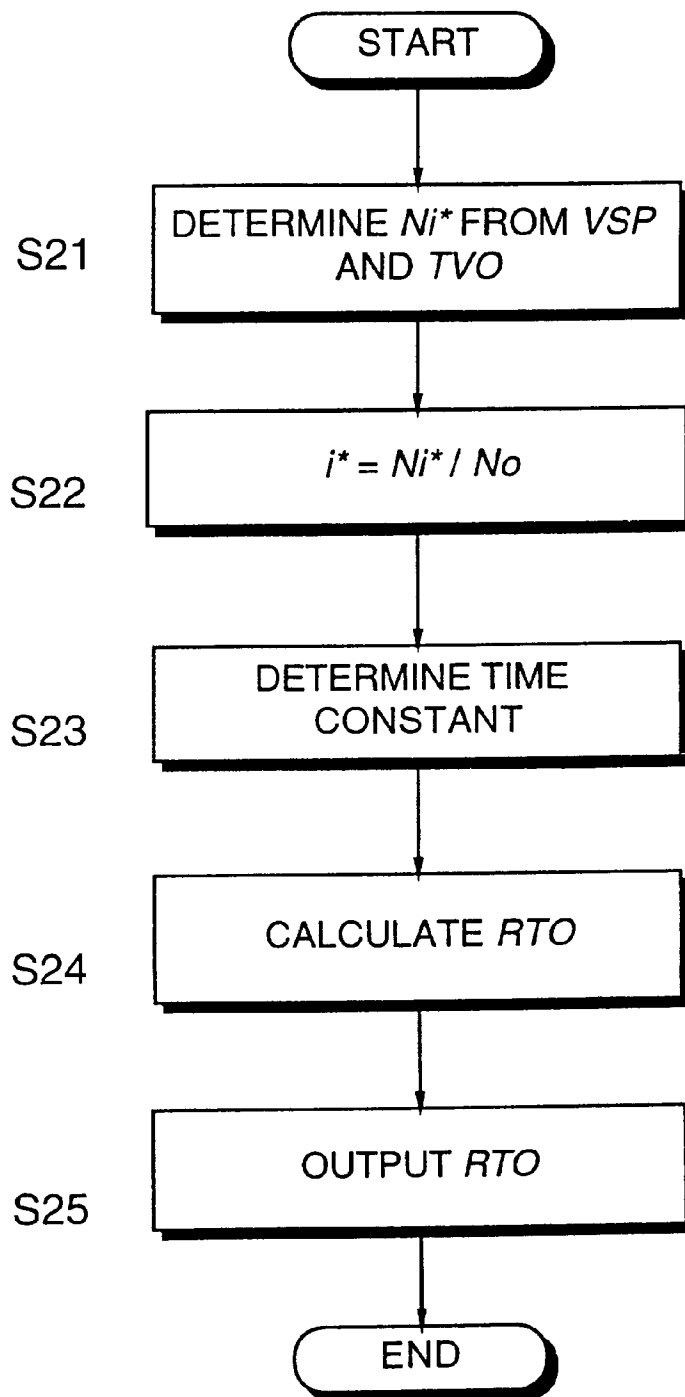 START
S21
DETERMINE Ni* FROM VSP
AND TVO
S22
i* = Ni* / No
S23
DETERMINE TIME
CONSTANT
S24
CALCULATE RTO
S25
OUTPUT RTO
END